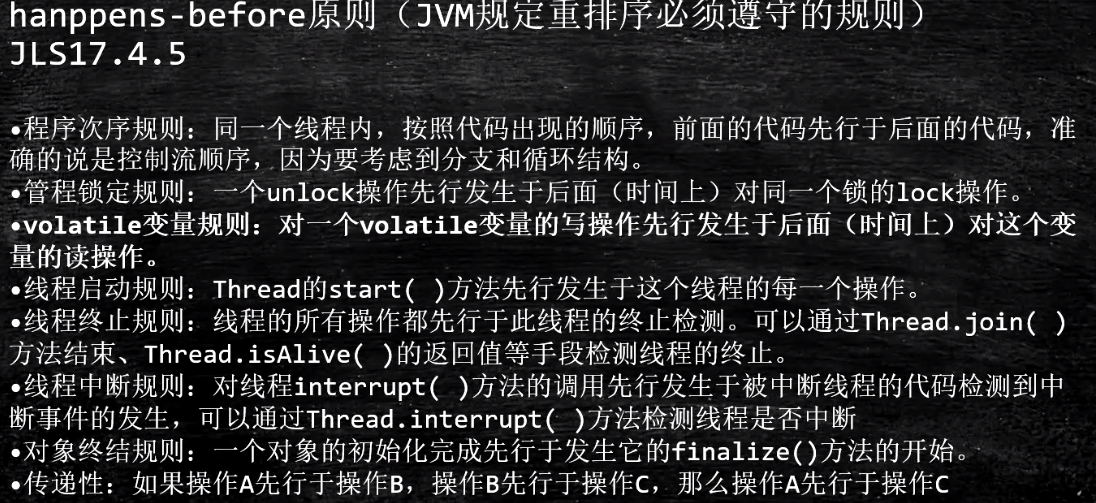 hanppens-before原则（JVM规定重排序必须遵守的规则）
JLS17.4.5
•程序次序规则：同一个线程内，按照代码出现的顺序，前面的代码先行于后面的代码，准
确的说是控制流顺序，因为要考虑到分支和循环结构。
•管程锁定规则：一个unlock操作先行发生于后面（时间上）对同一个锁的lock操作。
•volatile变量规则：对一个volatile变量的写操作先行发生于后面（时间上）对这个变
量的读操作。
•线程启动规则：Thread的start( )方法先行发生于这个线程的每一个操作。
•线程终止规则：线程的所有操作都先行于此线程的终止检测。可以通过Thread.join( )
方法结束、Thread.isAlive( )的返回值等手段检测线程的终止。
•线程中断规则：对线程interrupt( )方法的调用先行发生于被中断线程的代码检测到中
断事件的发生，可以通过Thread.interrupt( )方法检测线程是否中断
•对象终结规则：一个对象的初始化完成先行于发生它的finalize()方法的开始。
•传递性：如果操作A先行于操作B，操作B先行于操作C，那么操作A先行于操作C